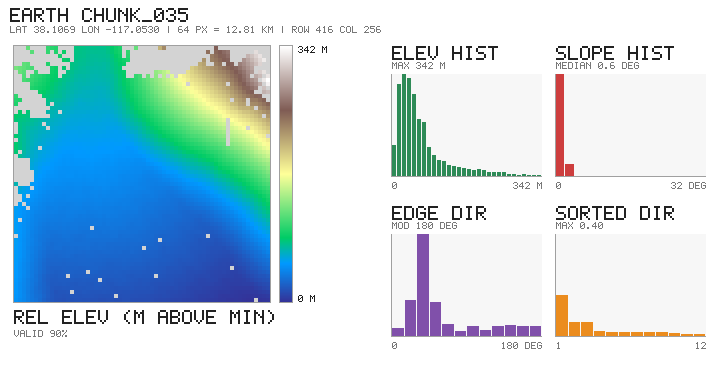 EARTH CHUNK_035
LAT 38.1069 LON -117.0530 | 64 PX = 12.81 KM | ROW 416 COL 256
342 M
0 M
REL ELEV (M ABOVE MIN)
VALID 90%
ELEV HIST
MAX 342 M
0 342 M
SLOPE HIST
MEDIAN 0.6 DEG
0 32 DEG
EDGE DIR
MOD 180 DEG
0 180 DEG
SORTED DIR
MAX 0.40
1 12